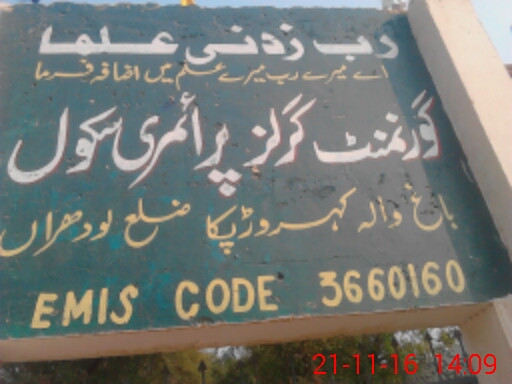 رب زدنی علما
اے میرے رب میرے علم میں اضافہ فرما
گورنمنٹ گرلز پرائمری سکول
باغ والہ کہروڑپکا ضلع لودھراں
EMIS CODE 3660160
21-11-16 14:09